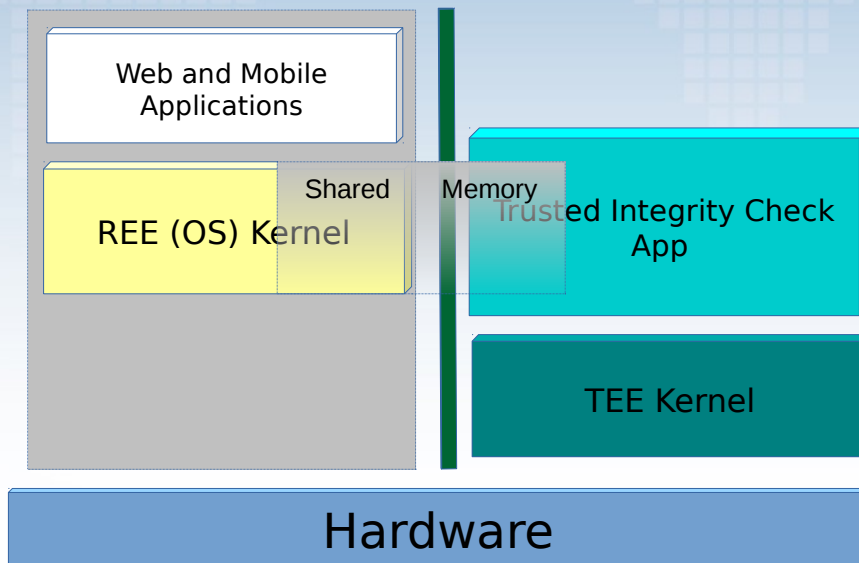 Web and Mobile
Applications
Shared Memory
REE (OS) Kernel
Trusted Integrity Check
App
TEE Kernel
Hardware